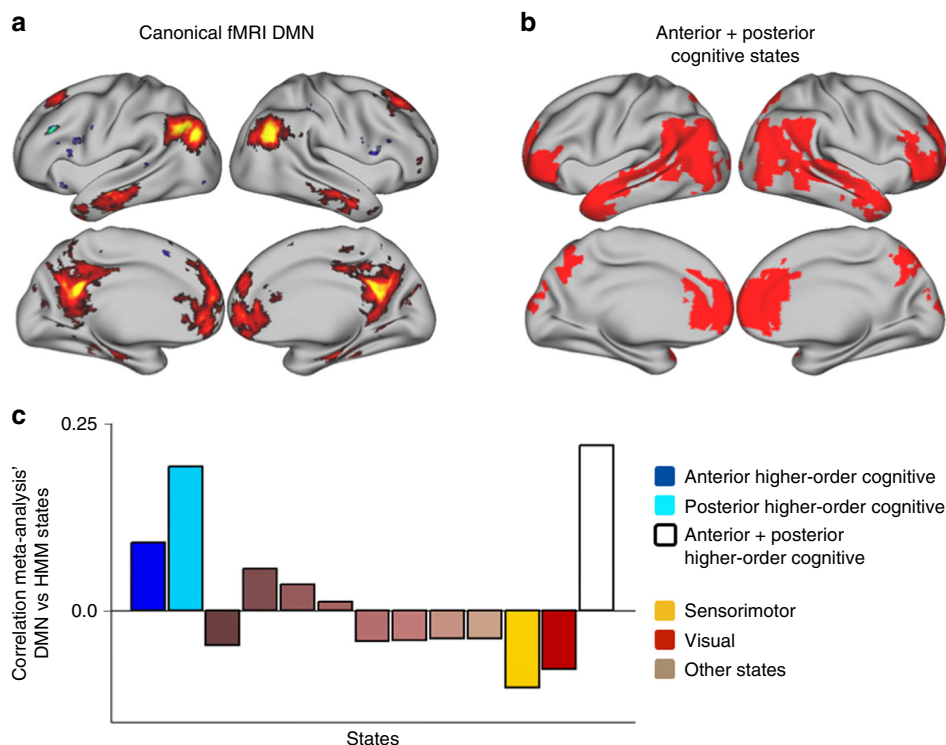 a
Canonical fMRI DMN
b
Anterior + posterior
cognitive states
c
0.25
0.0
Correlation meta-analysis'
DMN vs HMM states
States
Anterior higher-order cognitive
Posterior higher-order cognitive
Anterior + posterior
higher-order cognitive
Sensorimotor
Visual
Other states